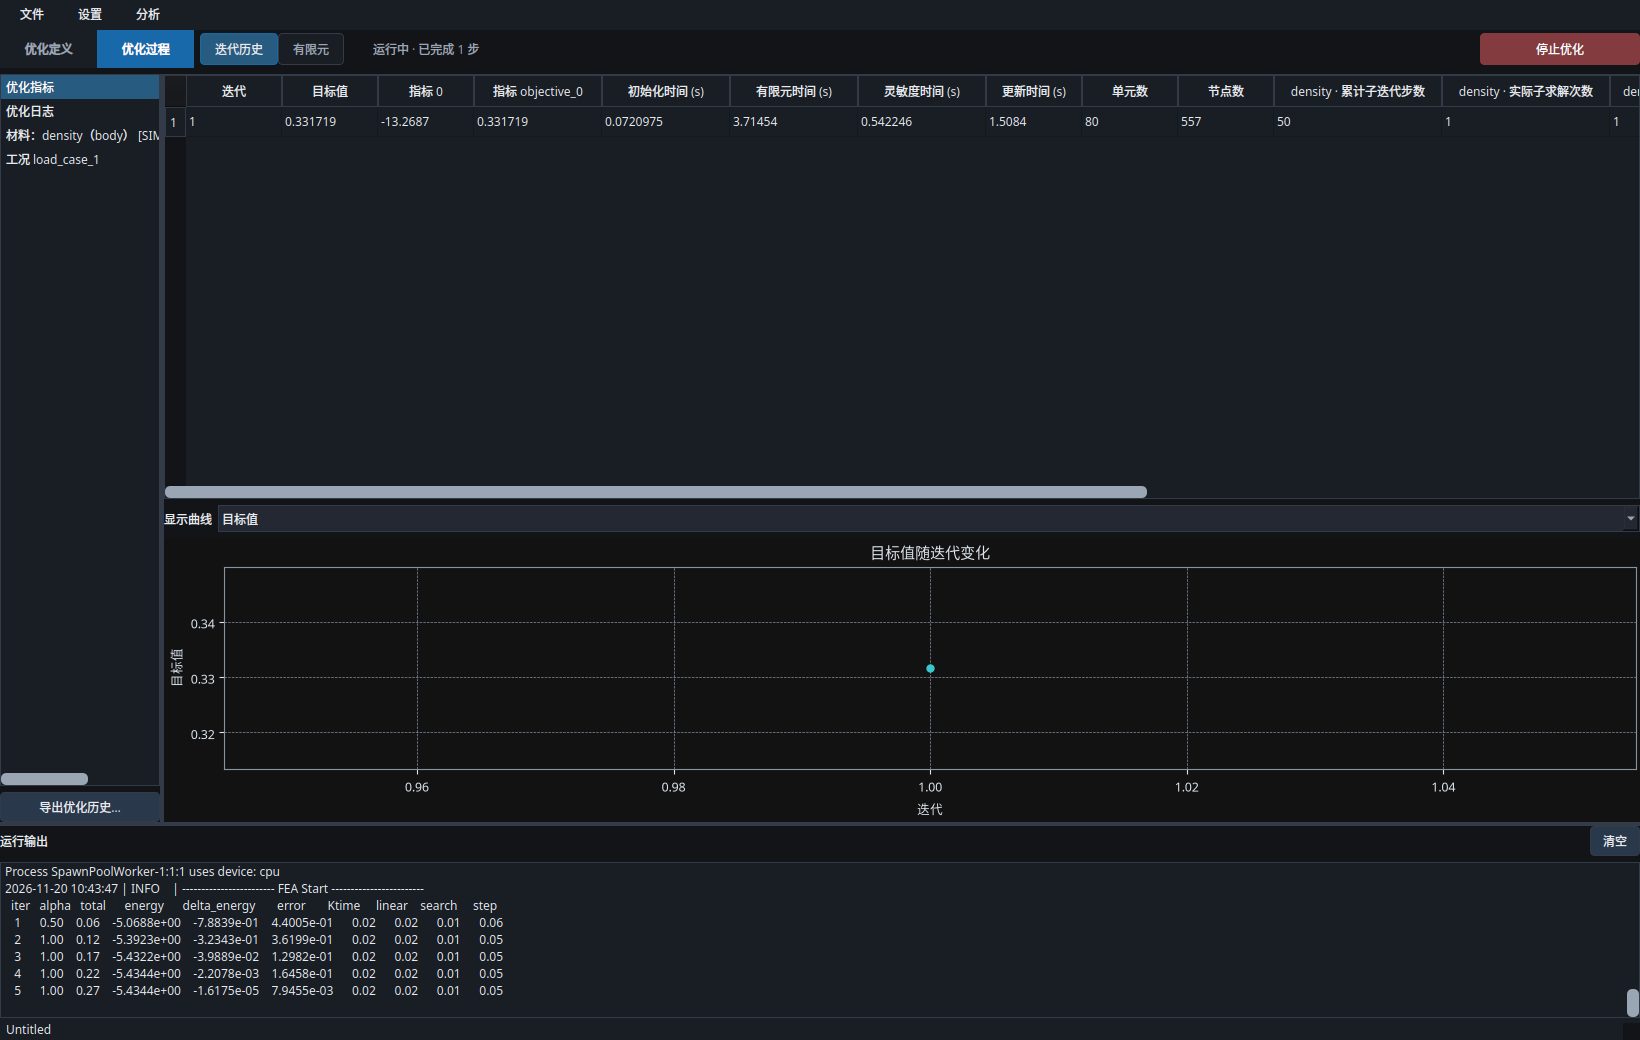 文件 设置 分析
优化定义 优化过程 迭代历史 有限元 运行中 · 已完成 1 步 停止优化
优化指标
优化日志
材料：density（body） [SIM
工况 load_case_1
导出优化历史...
迭代 目标值 指标 0 指标 objective_0 初始化时间 (s) 有限元时间 (s) 灵敏度时间 (s) 更新时间 (s) 单元数 节点数 density · 累计子迭代步数 density · 实际子求解次数 der
1 1 0.331719 -13.2687 0.331719 0.0720975 3.71454 0.542246 1.5084 80 557 50 1 1
显示曲线 目标值
目标值随迭代变化
目标值
0.34
0.33
0.32
0.96 0.98 1.00 1.02 1.04
迭代
运行输出 清空
Process SpawnPoolWorker-1:1:1 uses device: cpu
2026-11-20 10:43:47 | INFO | ------------------------ FEA Start ------------------------
iter alpha total energy delta_energy error Ktime linear search step
1 0.50 0.06 -5.0688e+00 -7.8839e-01 4.4005e-01 0.02 0.02 0.01 0.06
2 1.00 0.12 -5.3923e+00 -3.2343e-01 3.6199e-01 0.02 0.02 0.01 0.05
3 1.00 0.17 -5.4322e+00 -3.9889e-02 1.2982e-01 0.02 0.02 0.01 0.05
4 1.00 0.22 -5.4344e+00 -2.2078e-03 1.6458e-01 0.02 0.02 0.01 0.05
5 1.00 0.27 -5.4344e+00 -1.6175e-05 7.9455e-03 0.02 0.02 0.01 0.05
Untitled